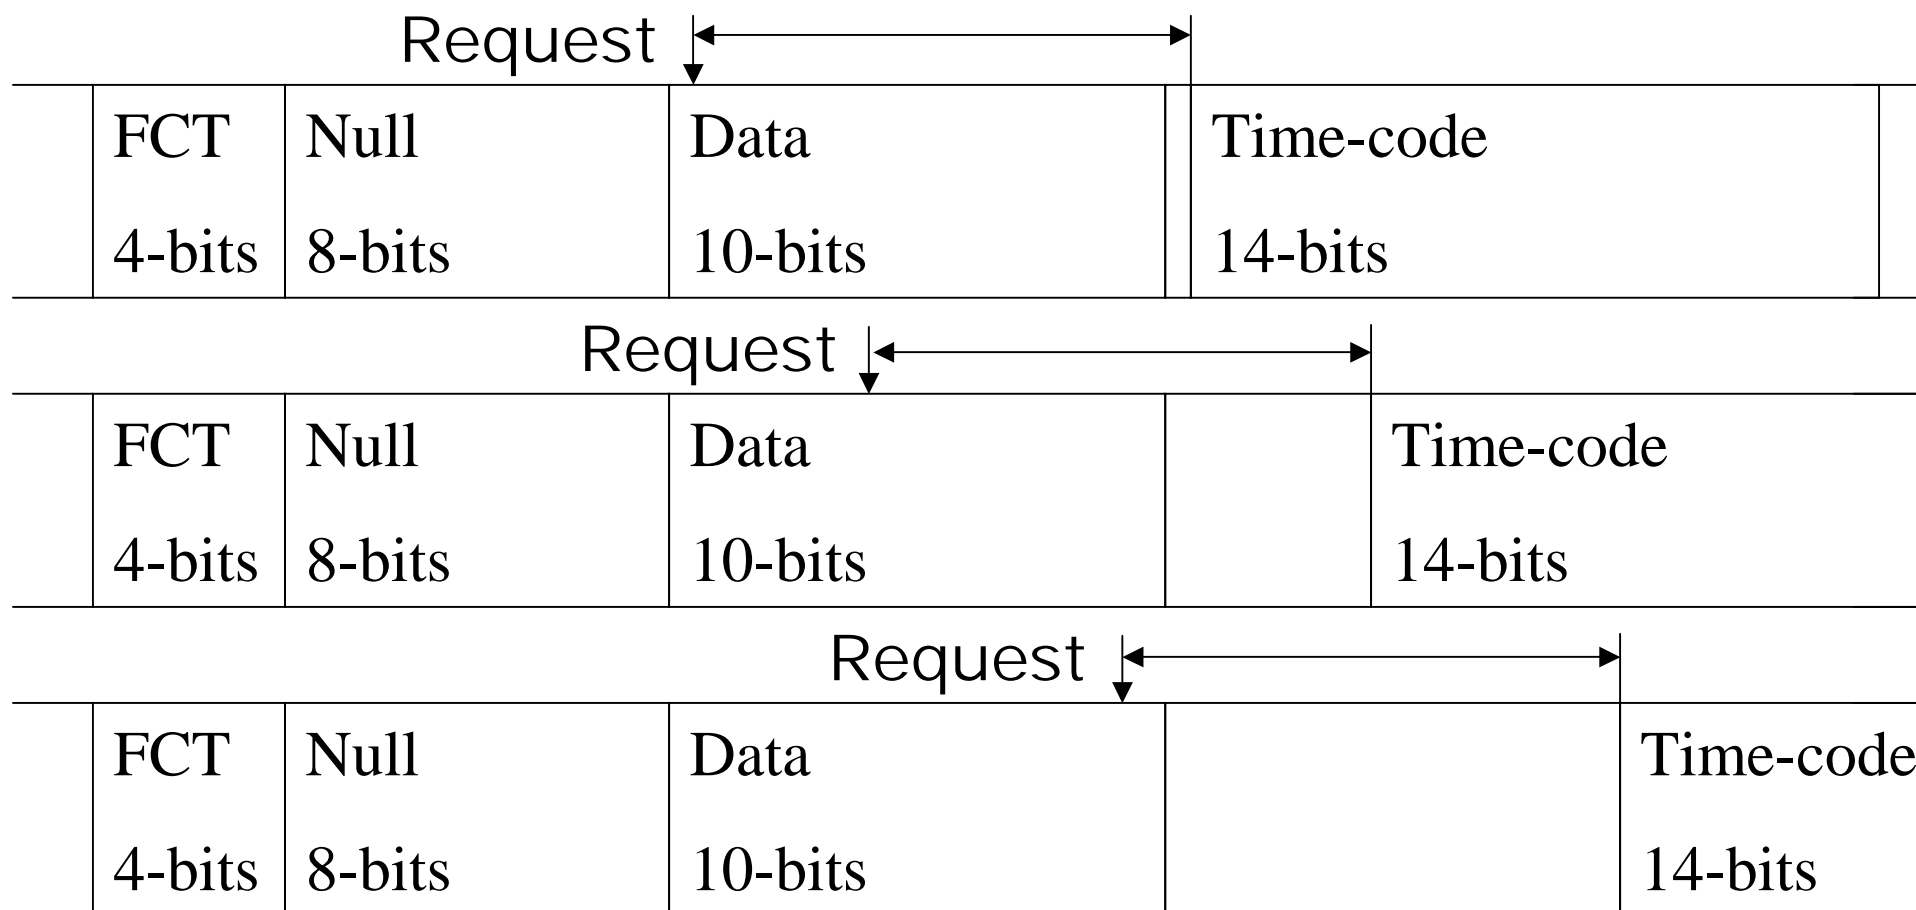 Request
FCT Null Data Time-code
4-bits 8-bits 10-bits 14-bits
Request
FCT Null Data Time-code
4-bits 8-bits 10-bits 14-bits
Request
FCT Null Data Time-code
4-bits 8-bits 10-bits 14-bits